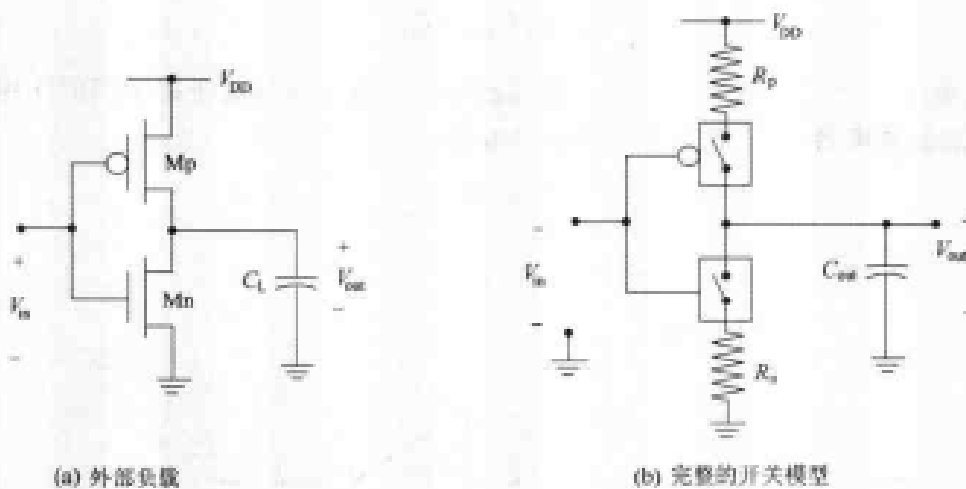 V_DD
Mp
Mn
+
V_in
−
C_L
+
V_out
−
(a) 外部负载
V_DD
R_p
−
V_in
−
C_out
V_out
R_n
(b) 完整的开关模型